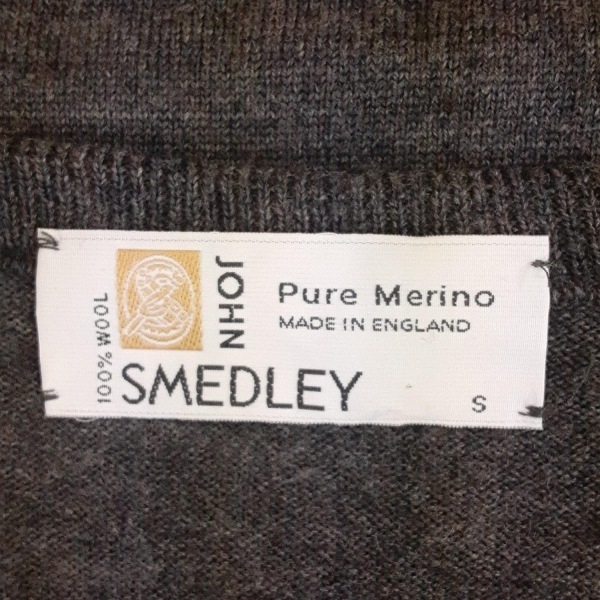 100% WOOL
JOHN
SMEDLEY
Pure Merino
MADE IN ENGLAND
S